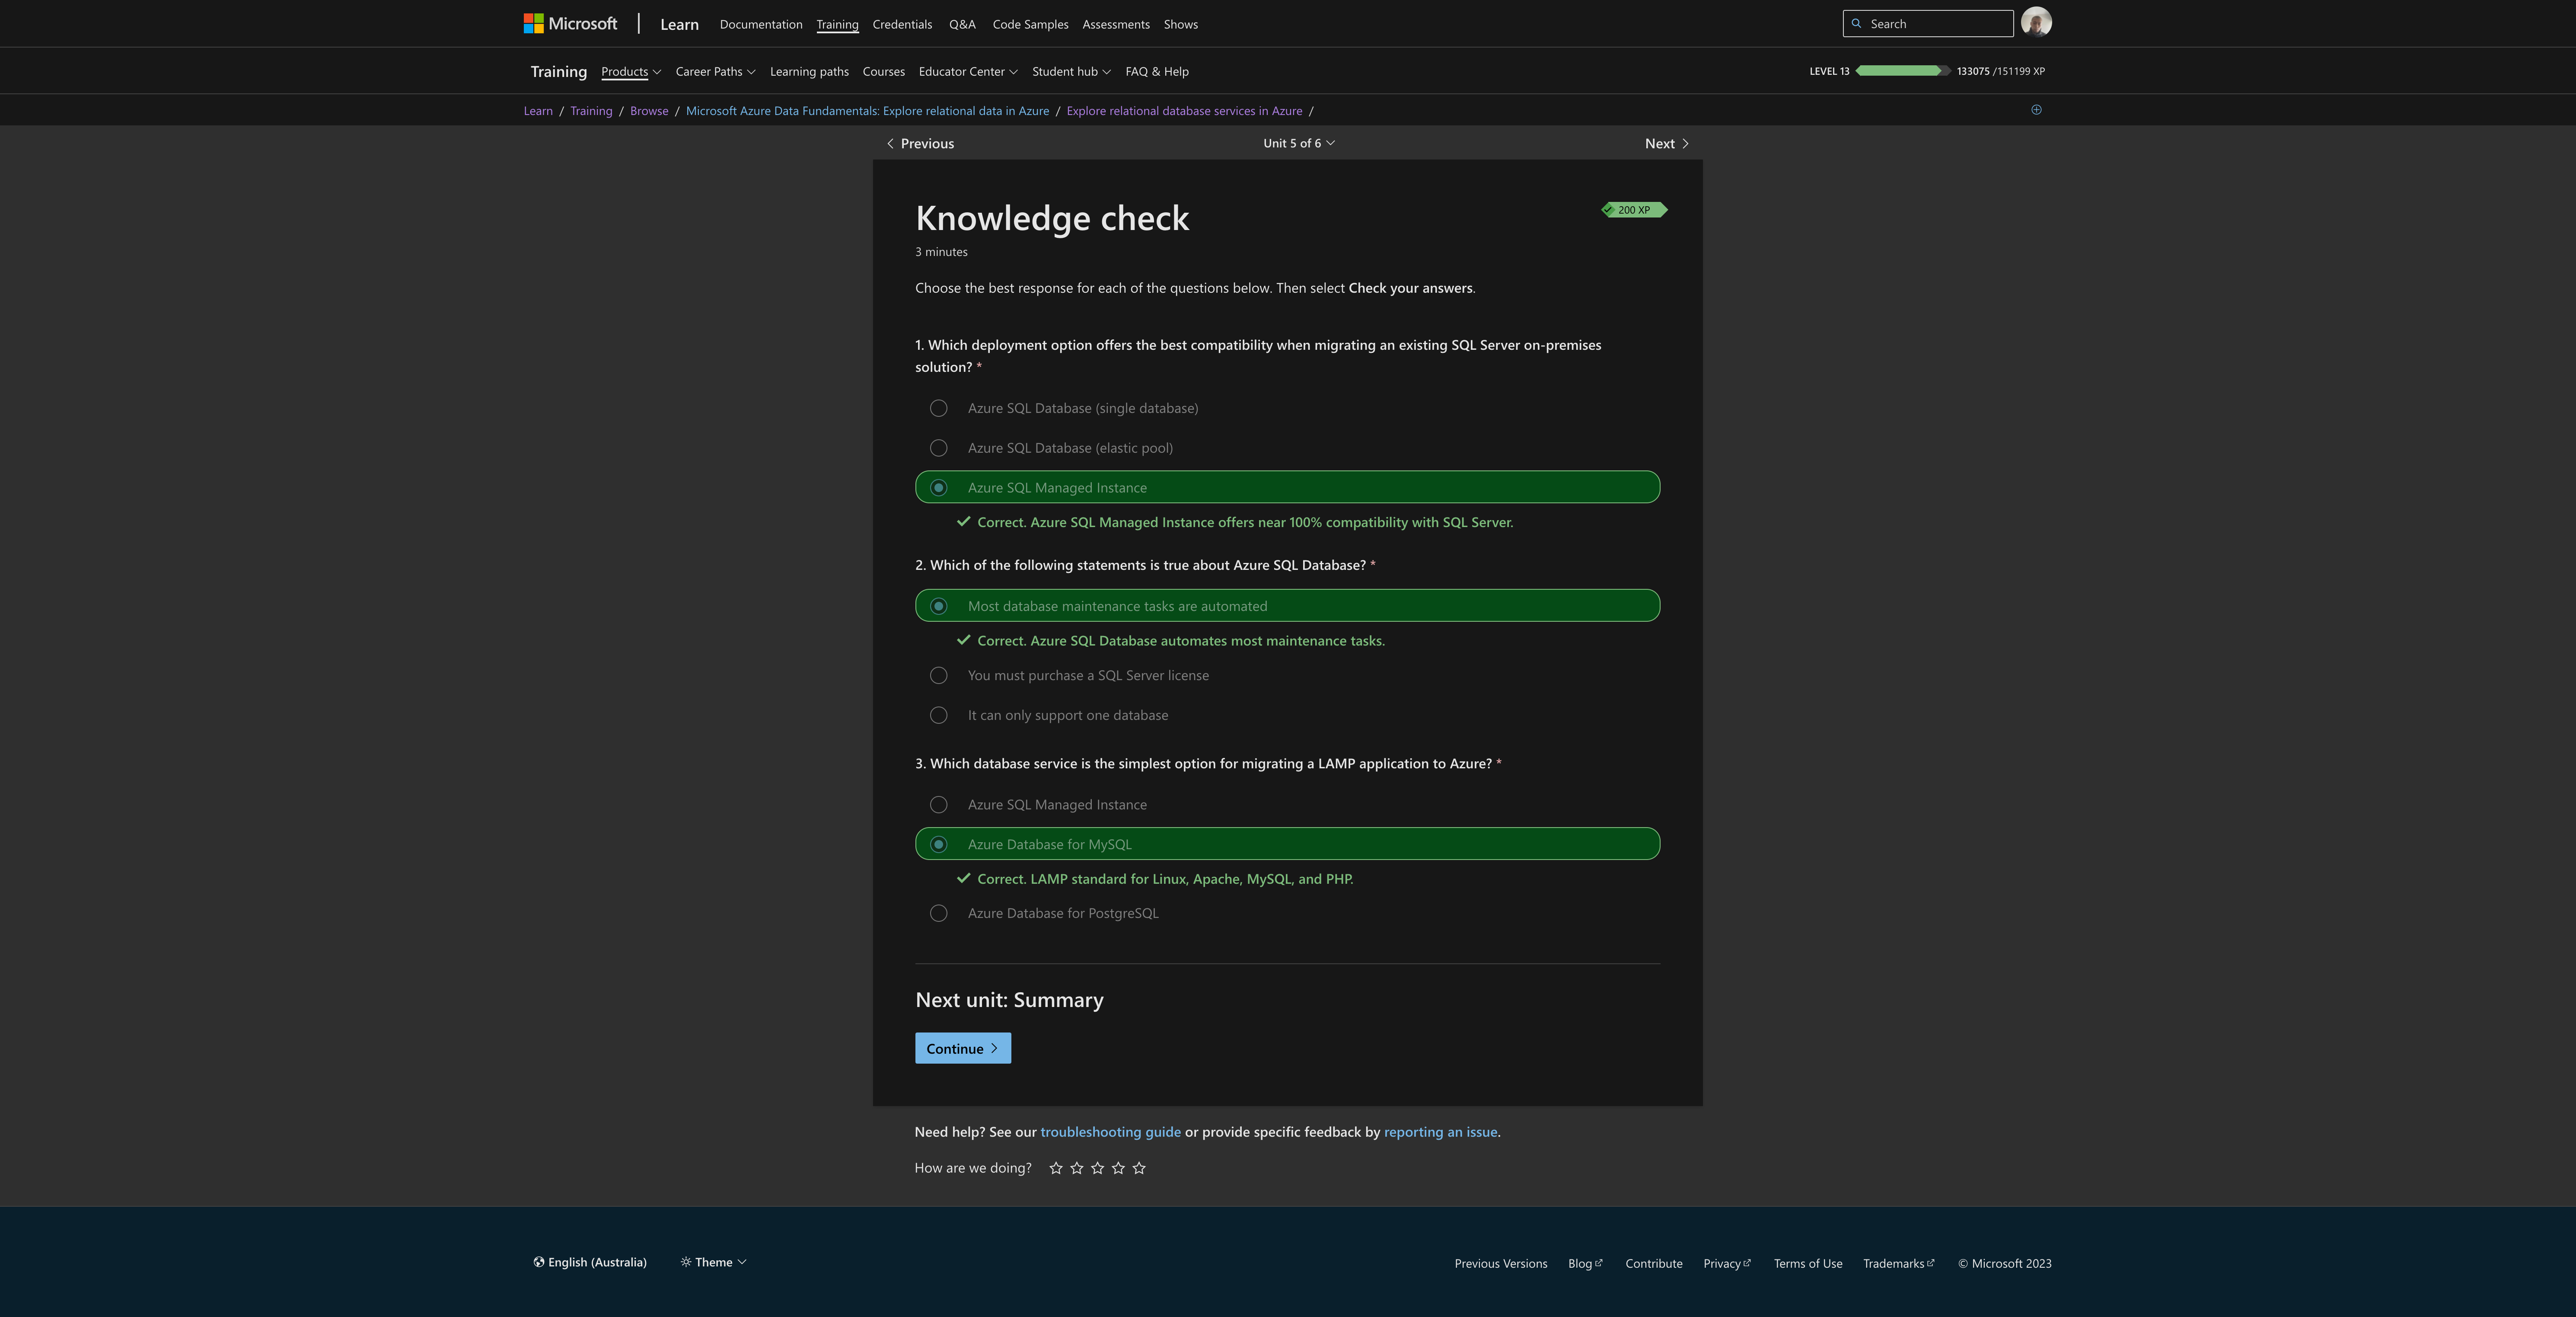 Microsoft | Learn Documentation Training Credentials Q&A Code Samples Assessments Shows Search
Training Products Career Paths Learning paths Courses Educator Center Student hub FAQ & Help LEVEL 13 133075 /151199 XP
Learn / Training / Browse / Microsoft Azure Data Fundamentals: Explore relational data in Azure / Explore relational database services in Azure /
Previous Unit 5 of 6 Next
Knowledge check 200 XP
3 minutes
Choose the best response for each of the questions below. Then select Check your answers.
1. Which deployment option offers the best compatibility when migrating an existing SQL Server on-premises
solution? *
Azure SQL Database (single database)
Azure SQL Database (elastic pool)
Azure SQL Managed Instance
Correct. Azure SQL Managed Instance offers near 100% compatibility with SQL Server.
2. Which of the following statements is true about Azure SQL Database? *
Most database maintenance tasks are automated
Correct. Azure SQL Database automates most maintenance tasks.
You must purchase a SQL Server license
It can only support one database
3. Which database service is the simplest option for migrating a LAMP application to Azure? *
Azure SQL Managed Instance
Azure Database for MySQL
Correct. LAMP standard for Linux, Apache, MySQL, and PHP.
Azure Database for PostgreSQL
Next unit: Summary
Continue
Need help? See our troubleshooting guide or provide specific feedback by reporting an issue.
How are we doing?
English (Australia) Theme Previous Versions Blog Contribute Privacy Terms of Use Trademarks © Microsoft 2023